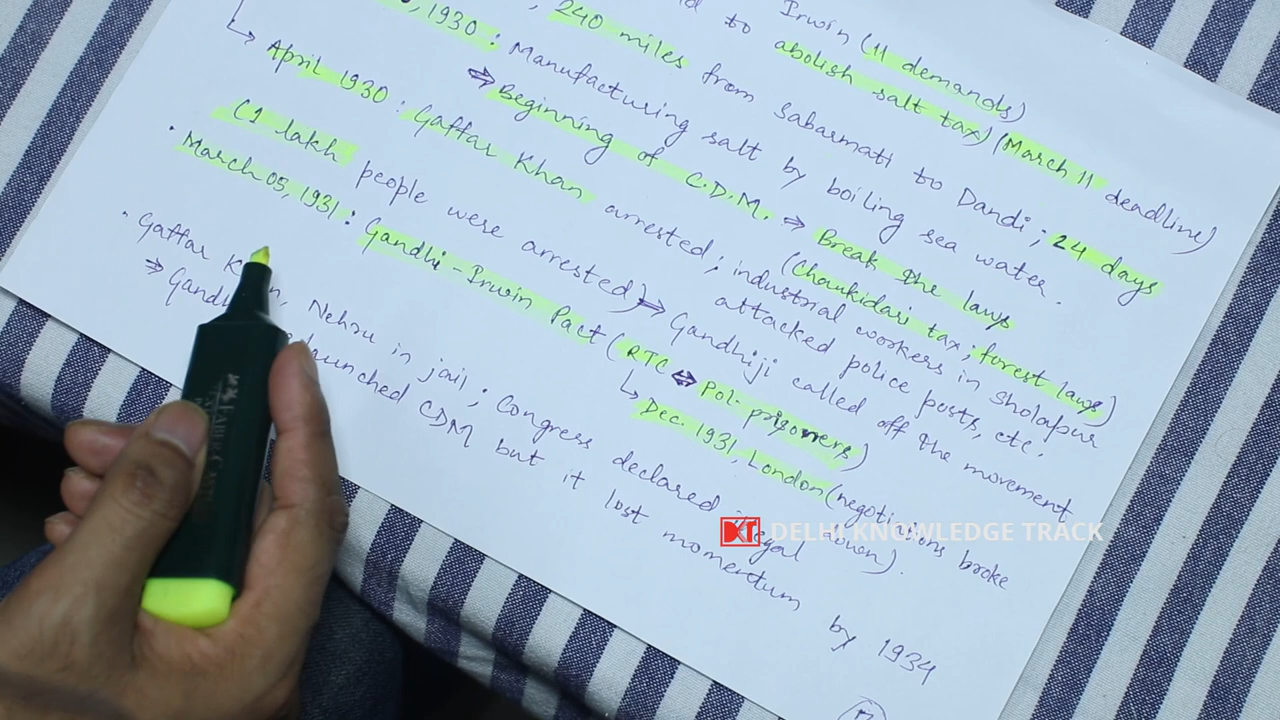 Irwin (11 demands)
to abolish salt tax) (March 11 deadline)
, 240 miles from Sabarmati to Dandi; 24 days
, 1930: Manufacturing salt by boiling sea water.
⇒ Beginning of C.D.M. ⇒ Break the laws
(Chaukidari tax; forest laws)
↳ April 1930: Gaffar Khan arrested; industrial workers in Sholapur
attacked police posts, etc.
(1 lakh people were arrested) ⇒ Gandhiji called off the movement
• March 05, 1931: Gandhi-Irwin Pact (RTC ⇔ Pol. prisoners)
↳ Dec. 1931, London (negotiations broke
down).
• Gaffar Khan, Nehru in jail; Congress declared illegal
⇒ launched CDM but it lost momentum by 1934
DKT DELHI KNOWLEDGE TRACK